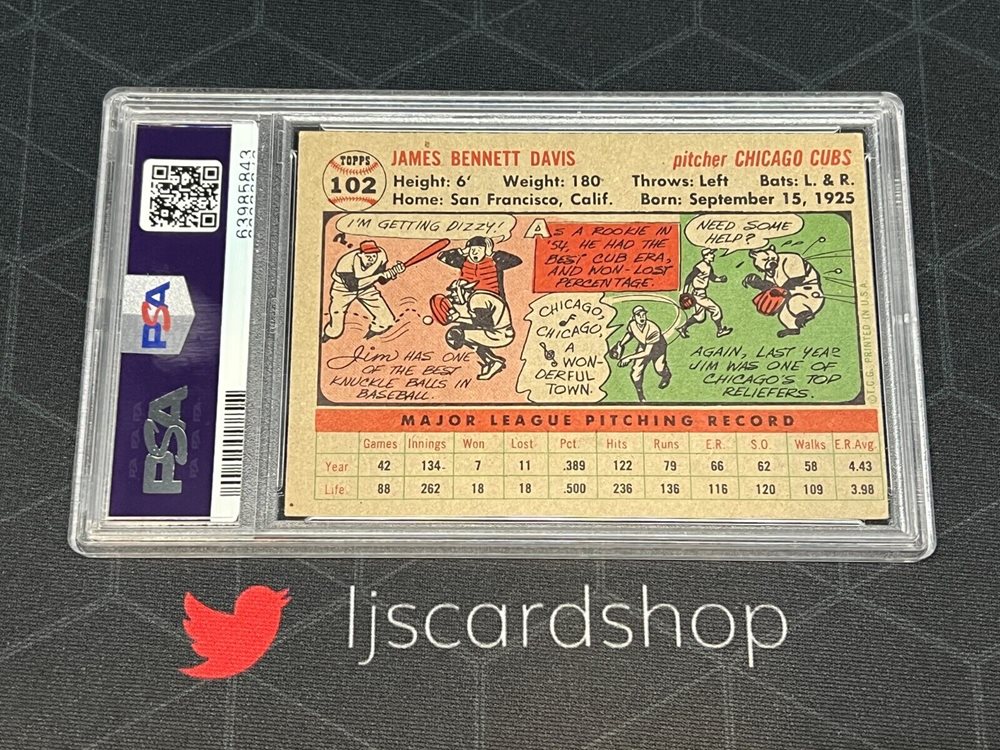 PSA
PSA
63985843
TOPPS
102
JAMES BENNETT DAVIS
pitcher CHICAGO CUBS
Height: 6' Weight: 180 Throws: Left Bats: L. & R.
Home: San Francisco, Calif. Born: September 15, 1925
I'M GETTING DIZZY!
Jim HAS ONE
OF THE BEST
KNUCKLE BALLS IN
BASEBALL.
AS A ROOKIE IN
'54, HE HAD THE
BEST CUB ERA,
AND WON-LOST
PERCENTAGE.
CHICAGO,
CHICAGO,
A
WON-
DERFUL
TOWN.
NEED SOME
HELP?
AGAIN, LAST YEAR
JIM WAS ONE OF
CHICAGO'S TOP
RELIEFERS.
©T.C.G. PRINTED IN U.S.A.
MAJOR LEAGUE PITCHING RECORD
Games Innings Won Lost Pct. Hits Runs E.R. S.O. Walks E.R.Avg.
Year 42 134 7 11 .389 122 79 66 62 58 4.43
Life 88 262 18 18 .500 236 136 116 120 109 3.98
ljscardshop